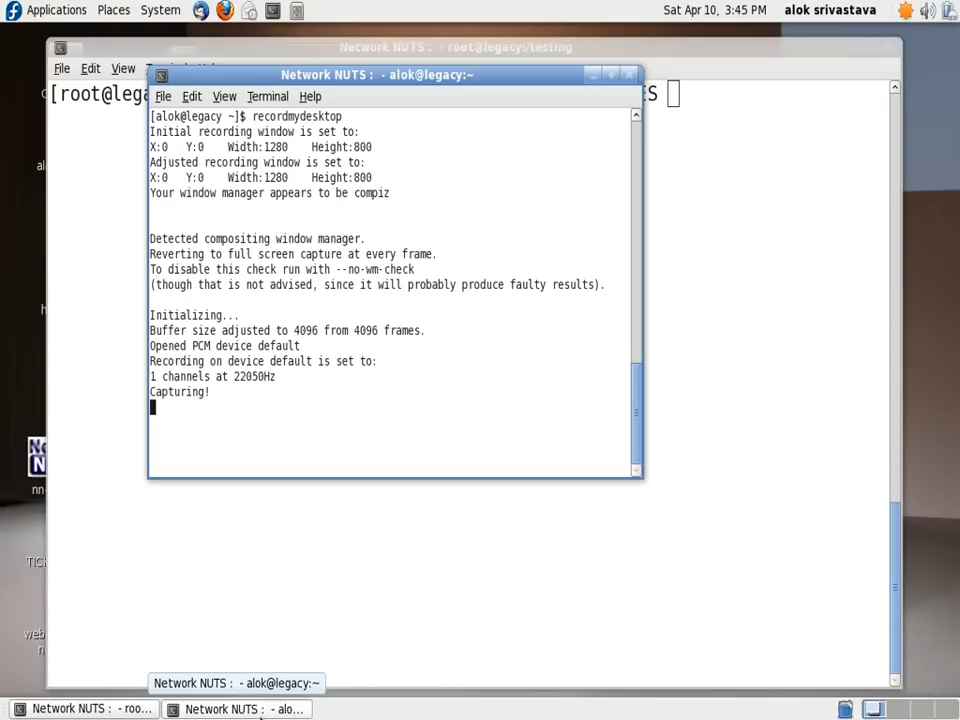 Applications Places System Sat Apr 10, 3:45 PM alok srivastava
Network NUTS : - root@legacy:/testing
File Edit View
[root@lega
Network NUTS : - alok@legacy:~
File Edit View Terminal Help
[alok@legacy ~]$ recordmydesktop
Initial recording window is set to:
X:0 Y:0 Width:1280 Height:800
Adjusted recording window is set to:
X:0 Y:0 Width:1280 Height:800
Your window manager appears to be compiz
Detected compositing window manager.
Reverting to full screen capture at every frame.
To disable this check run with --no-wm-check
(though that is not advised, since it will probably produce faulty results).
Initializing...
Buffer size adjusted to 4096 from 4096 frames.
Opened PCM device default
Recording on device default is set to:
1 channels at 22050Hz
Capturing!
nn-
TICK
web
Network NUTS : - alok@legacy:~
Network NUTS : - roo...
Network NUTS : - alo...